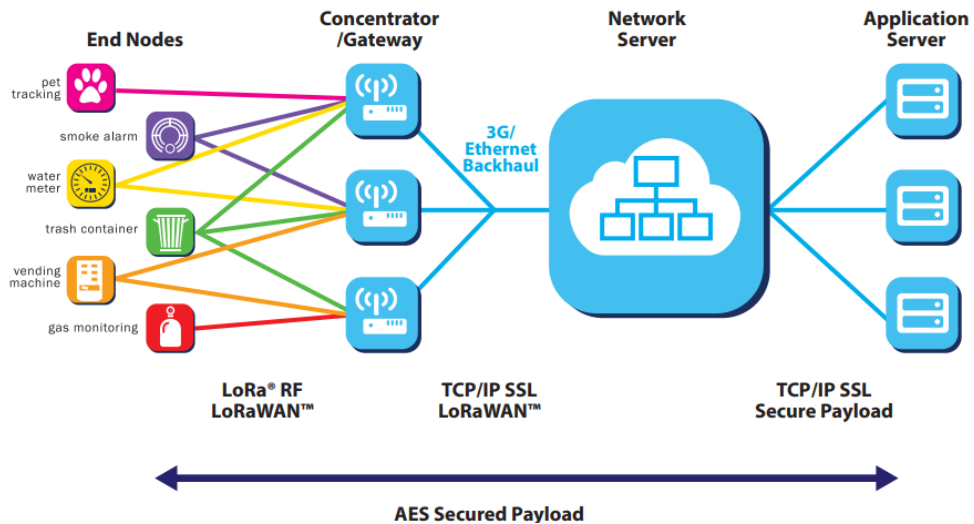 End Nodes
Concentrator
/Gateway
Network
Server
Application
Server
pet
tracking
smoke alarm
water
meter
trash container
vending
machine
gas monitoring
3G/
Ethernet
Backhaul
LoRa® RF
LoRaWAN™
TCP/IP SSL
LoRaWAN™
TCP/IP SSL
Secure Payload
AES Secured Payload